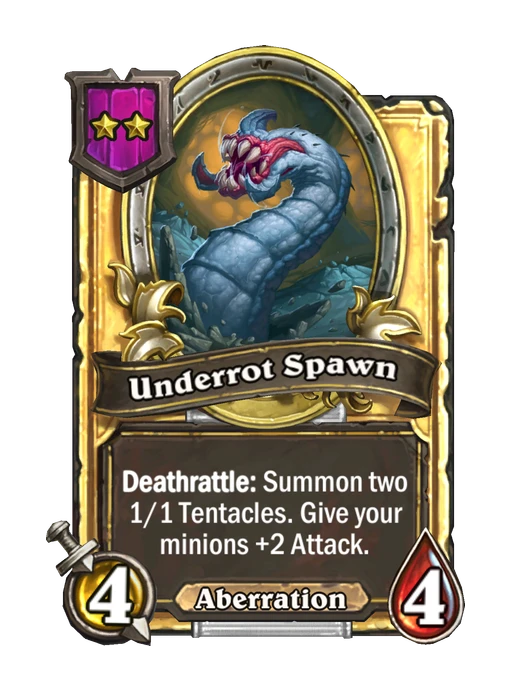 Underrot Spawn
Deathrattle: Summon two
1/1 Tentacles. Give your
minions +2 Attack.
4
Aberration
4